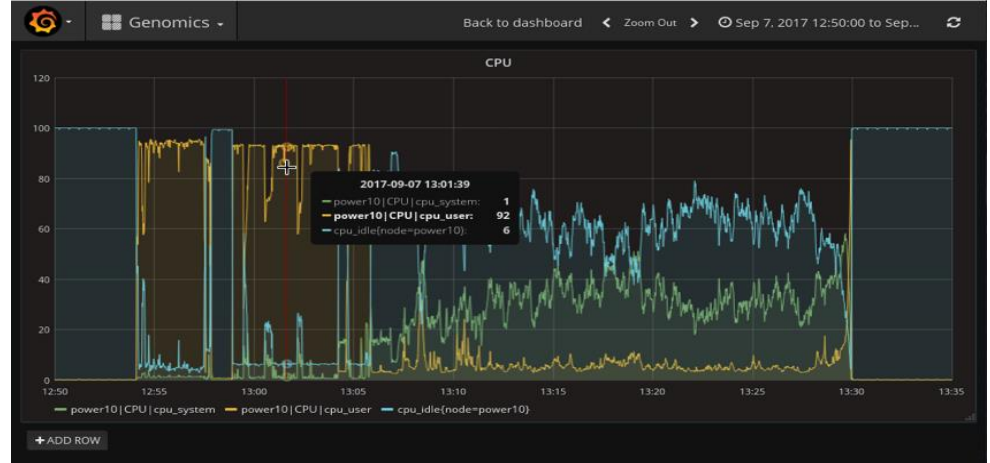 Genomics
Back to dashboard Zoom Out Sep 7, 2017 12:50:00 to Sep...
CPU
120
100
80
60
40
20
0
2017-09-07 13:01:39
power10|CPU|cpu_system: 1
power10|CPU|cpu_user: 92
cpu_idle{node=power10}: 6
12:50 12:55 13:00 13:05 13:10 13:15 13:20 13:25 13:30 13:35
power10|CPU|cpu_system power10|CPU|cpu_user cpu_idle{node=power10}
+ADD ROW